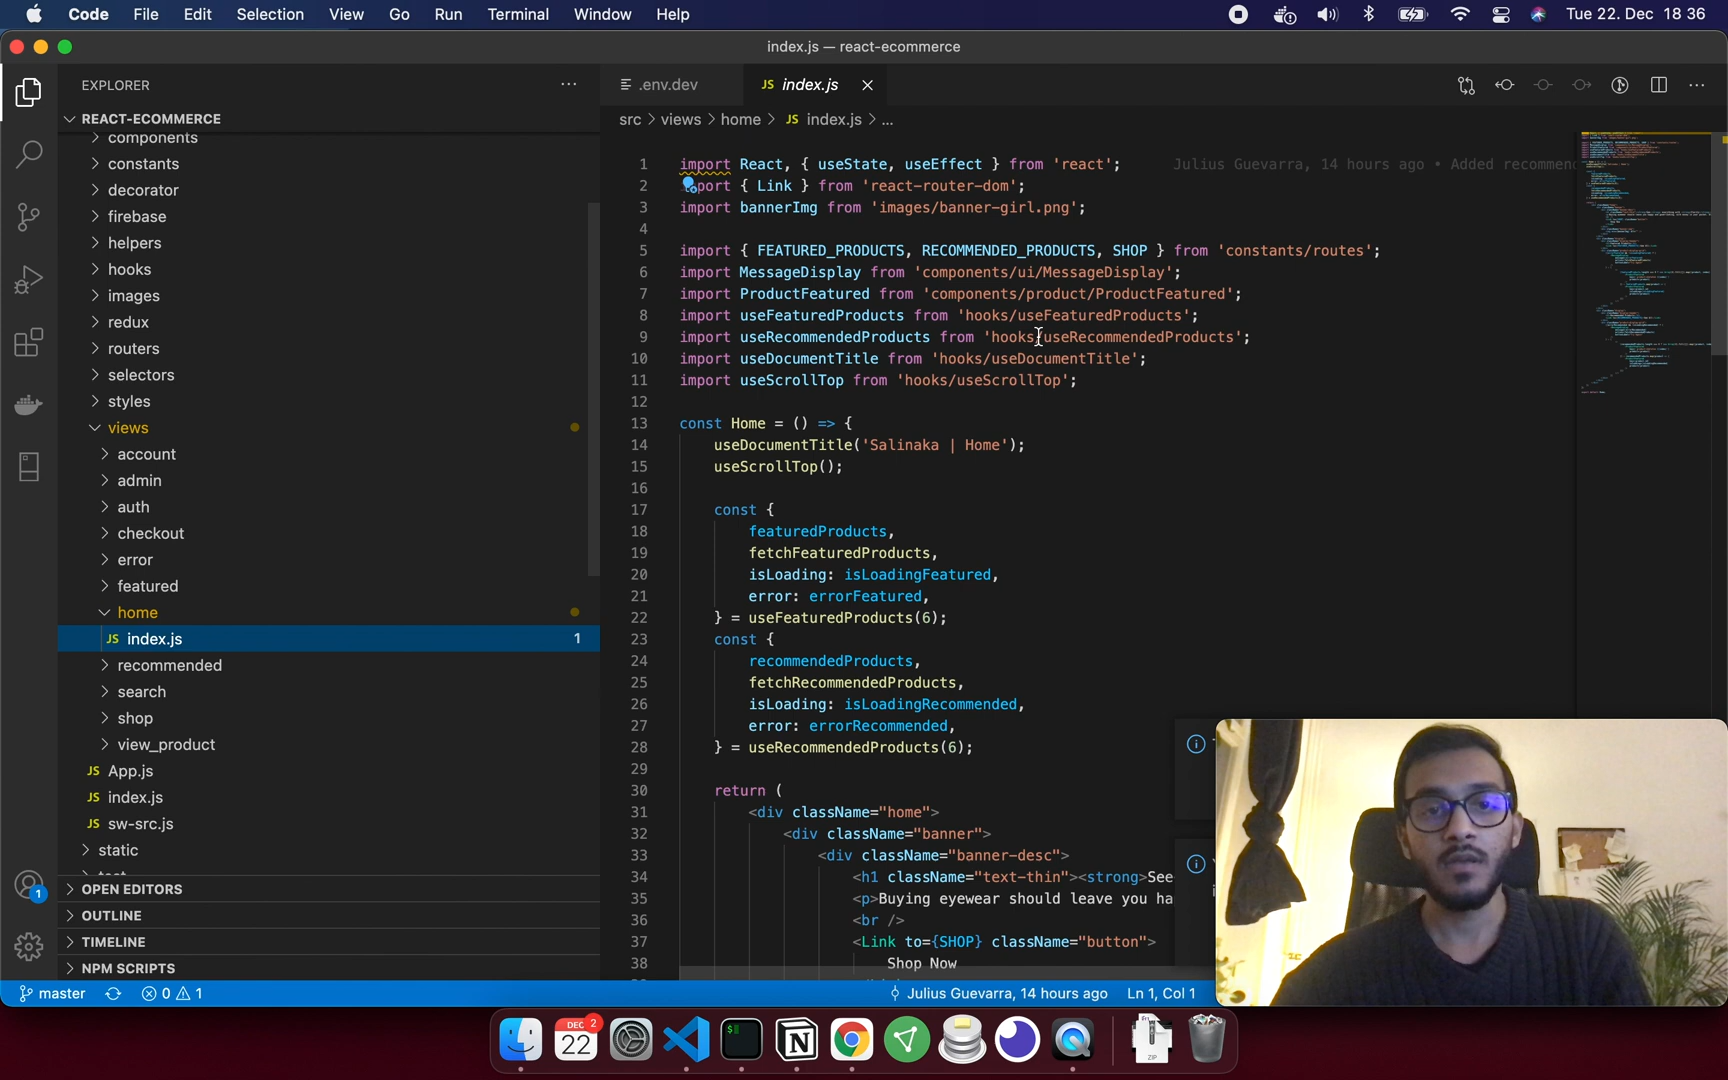 Code File Edit Selection View Go Run Terminal Window Help Tue 22. Dec 18 36
index.js — react-ecommerce
EXPLORER
.env.dev
JS index.js
REACT-ECOMMERCE
src > views > home > JS index.js > ...
components
constants
decorator
firebase
helpers
hooks
images
redux
routers
selectors
styles
views
account
admin
auth
checkout
error
featured
home
JS index.js 1
recommended
search
shop
view_product
JS App.js
JS index.js
JS sw-src.js
static
OPEN EDITORS
OUTLINE
TIMELINE
NPM SCRIPTS
1 import React, { useState, useEffect } from 'react'; Julius Guevarra, 14 hours ago • Added recommen
2 import { Link } from 'react-router-dom';
3 import bannerImg from 'images/banner-girl.png';
4
5 import { FEATURED_PRODUCTS, RECOMMENDED_PRODUCTS, SHOP } from 'constants/routes';
6 import MessageDisplay from 'components/ui/MessageDisplay';
7 import ProductFeatured from 'components/product/ProductFeatured';
8 import useFeaturedProducts from 'hooks/useFeaturedProducts';
9 import useRecommendedProducts from 'hooks/useRecommendedProducts';
10 import useDocumentTitle from 'hooks/useDocumentTitle';
11 import useScrollTop from 'hooks/useScrollTop';
12
13 const Home = () => {
14 useDocumentTitle('Salinaka | Home');
15 useScrollTop();
16
17 const {
18 featuredProducts,
19 fetchFeaturedProducts,
20 isLoading: isLoadingFeatured,
21 error: errorFeatured,
22 } = useFeaturedProducts(6);
23 const {
24 recommendedProducts,
25 fetchRecommendedProducts,
26 isLoading: isLoadingRecommended,
27 error: errorRecommended,
28 } = useRecommendedProducts(6);
29
30 return (
31 <div className="home">
32 <div className="banner">
33 <div className="banner-desc">
34 <h1 className="text-thin"><strong>See
35 <p>Buying eyewear should leave you ha
36 <br />
37 <Link to={SHOP} className="button">
38 Shop Now
1
master 0 1 Julius Guevarra, 14 hours ago Ln 1, Col 1
DEC 2
22
ZIP